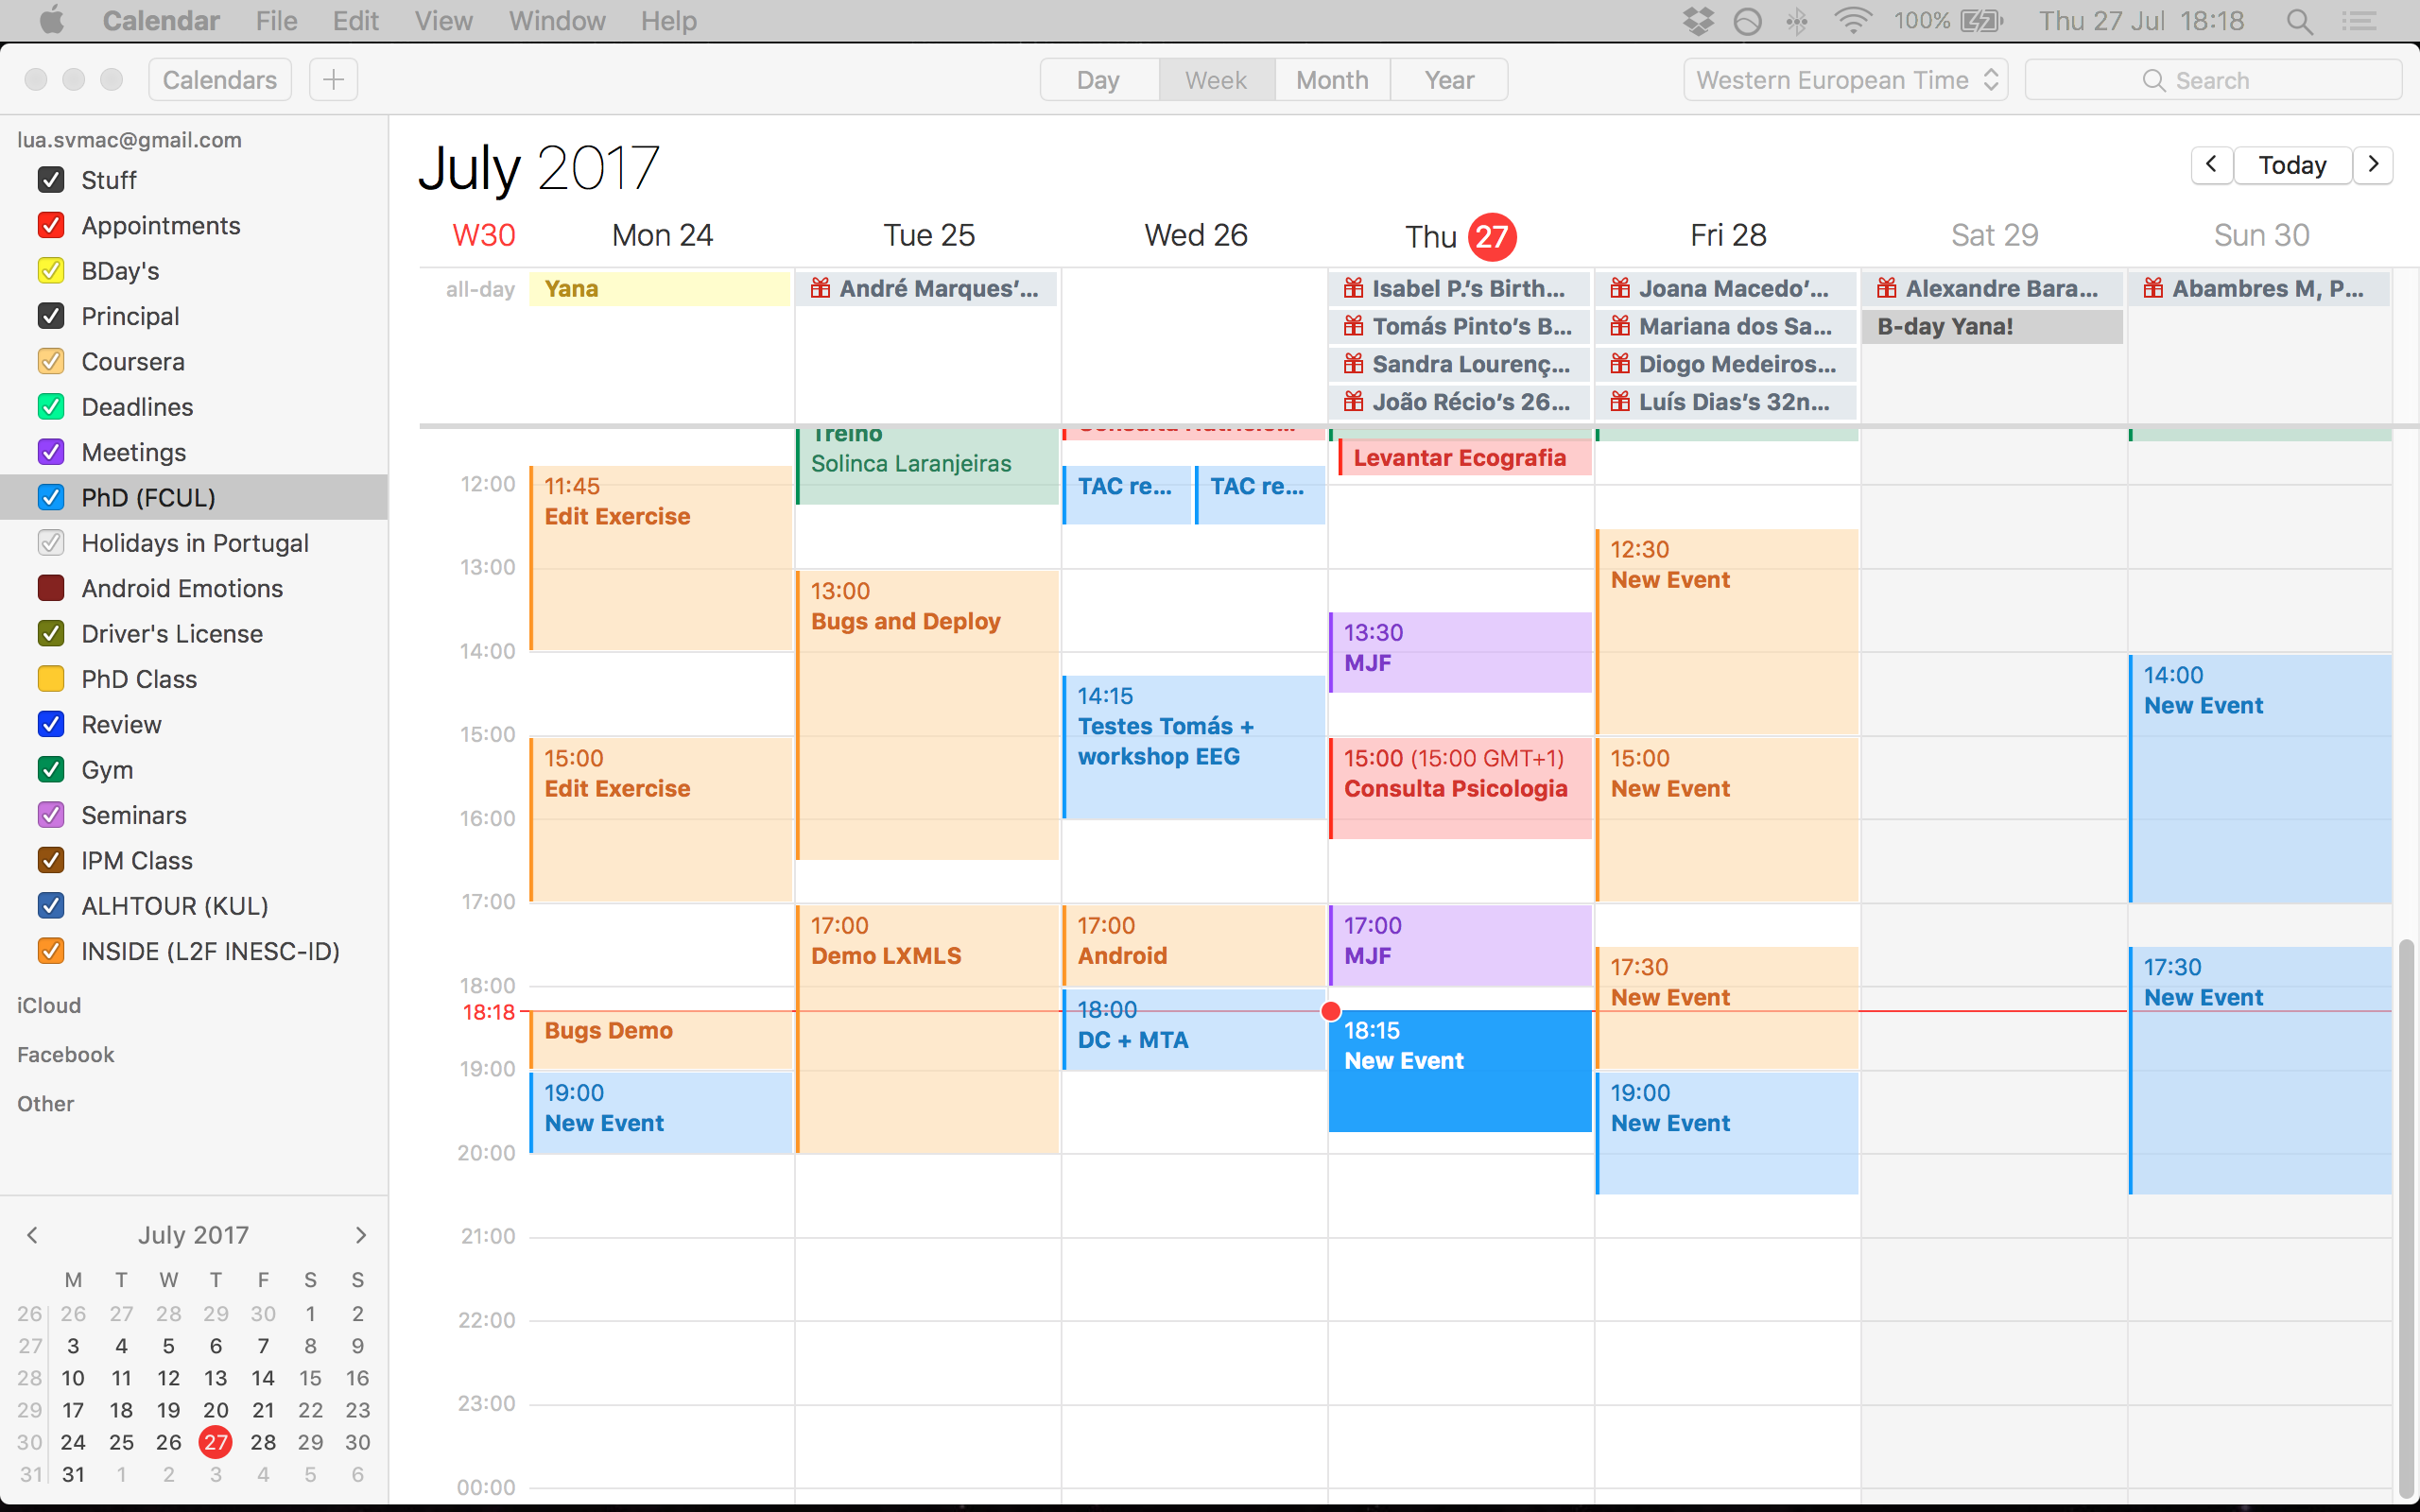 Calendar File Edit View Window Help 100% Thu 27 Jul 18:18
Calendars Day Week Month Year Western European Time Search
lua.svmac@gmail.com
Stuff
Appointments
BDay's
Principal
Coursera
Deadlines
Meetings
PhD (FCUL)
Holidays in Portugal
Android Emotions
Driver's License
PhD Class
Review
Gym
Seminars
IPM Class
ALHTOUR (KUL)
INSIDE (L2F INESC-ID)
iCloud
Facebook
Other
July 2017
M T W T F S S
26 26 27 28 29 30 1 2
27 3 4 5 6 7 8 9
28 10 11 12 13 14 15 16
29 17 18 19 20 21 22 23
30 24 25 26 27 28 29 30
31 31 1 2 3 4 5 6
July 2017
Today
W30 Mon 24 Tue 25 Wed 26 Thu 27 Fri 28 Sat 29 Sun 30
all-day
12:00
13:00
14:00
15:00
16:00
17:00
18:00
18:18
19:00
20:00
21:00
22:00
23:00
00:00
Yana
11:45
Edit Exercise
15:00
Edit Exercise
Bugs Demo
19:00
New Event
André Marques'...
Treino
Solinca Laranjeiras
13:00
Bugs and Deploy
17:00
Demo LXMLS
TAC re...
TAC re...
14:15
Testes Tomás +
workshop EEG
17:00
Android
18:00
DC + MTA
Isabel P.'s Birth...
Tomás Pinto's B...
Sandra Lourenç...
João Récio's 26...
Levantar Ecografia
13:30
MJF
15:00 (15:00 GMT+1)
Consulta Psicologia
17:00
MJF
18:15
New Event
Joana Macedo'...
Mariana dos Sa...
Diogo Medeiros...
Luís Dias's 32n...
12:30
New Event
15:00
New Event
17:30
New Event
19:00
New Event
Alexandre Bara...
B-day Yana!
Abambres M, P...
14:00
New Event
17:30
New Event